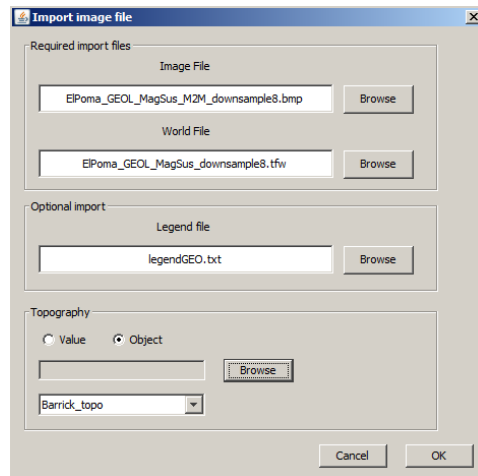 Import image file
Required import files
Image File
ElPoma_GEOL_MagSus_M2M_downsample8.bmp
Browse
World File
ElPoma_GEOL_MagSus_downsample8.tfw
Browse
Optional import
Legend file
legendGEO.txt
Browse
Topography
Value Object
Browse
Barrick_topo
Cancel OK